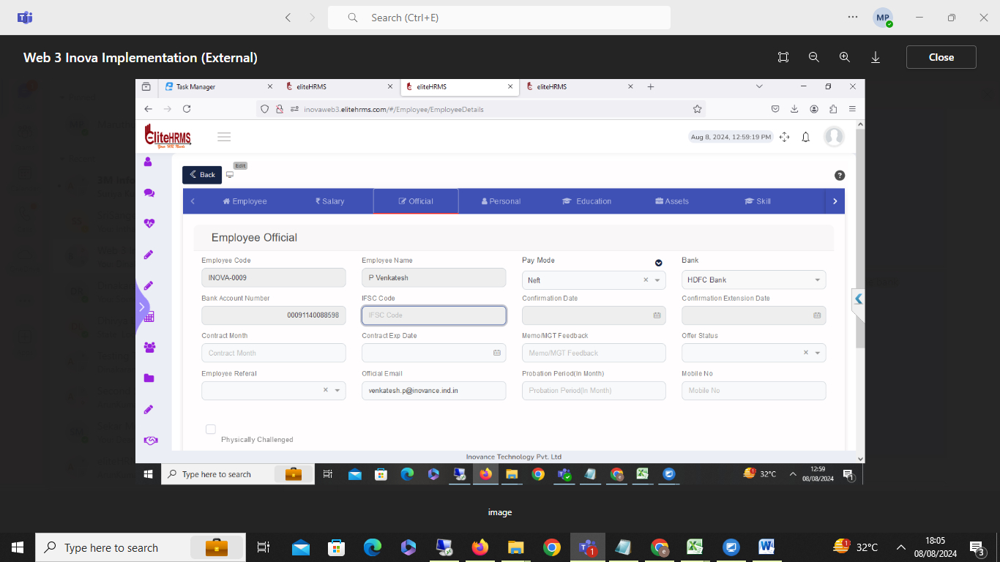 Search (Ctrl+E)
MP
Web 3 Inova Implementation (External)
Close
Task Manager
eliteHRMS
eliteHRMS
eliteHRMS
inovaweb3.elitehrms.com/#/Employee/EmployeeDetails
EliteHRMS
Your HR Needs
Aug 8, 2024, 12:59:19 PM
Edit
Back
?
Employee
₹ Salary
Official
Personal
Education
Assets
Skill
Employee Official
Employee Code
Employee Name
Pay Mode
Bank
INOVA-0009
P Venkatesh
Neft
HDFC Bank
Bank Account Number
IFSC Code
Confirmation Date
Confirmation Extension Date
00091140088598
IFSC Code
Contract Month
Contract Exp Date
Memo/MGT Feedback
Offer Status
Contract Month
Memo/MGT Feedback
Employee Referal
Official Email
Probation Period(In Month)
Mobile No
venkatesh.p@inovance.ind.in
Probation Period(In Month)
Mobile No
Physically Challenged
Inovance Technology Pvt. Ltd
Type here to search
32°C
12:59
08/08/2024
1
image
Type here to search
1
32°C
18:05
08/08/2024
3